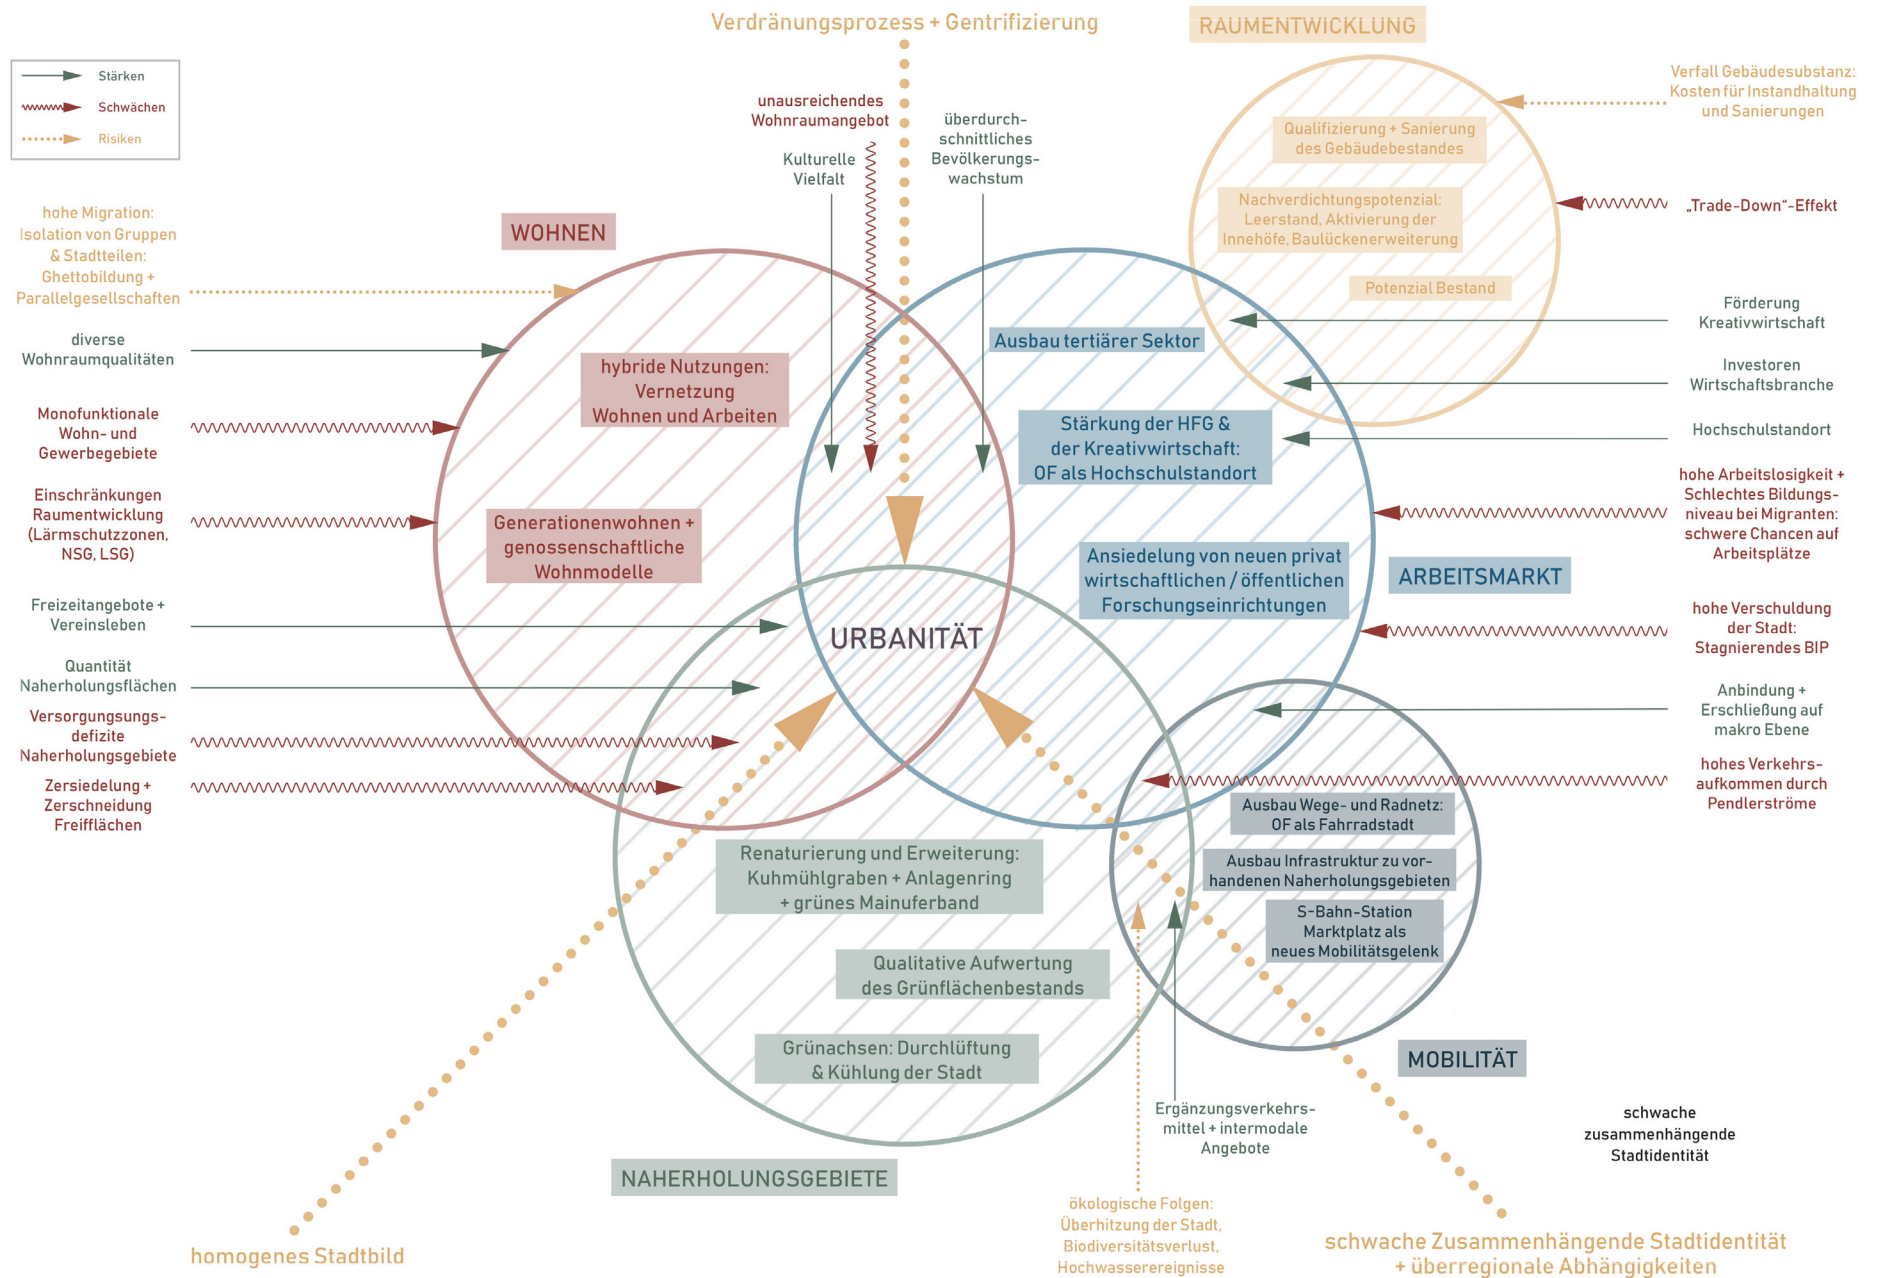 Verdränungsprozess + Gentrifizierung
RAUMENTWICKLUNG
Stärken
Schwächen
Risiken
unausreichendes
Wohnraumangebot
überdurch-
schnittliches
Bevölkerungs-
wachstum
Kulturelle
Vielfalt
Verfall Gebäudesubstanz:
Kosten für Instandhaltung
und Sanierungen
Qualifizierung + Sanierung
des Gebäudebestandes
Nachverdichtungspotenzial:
Leerstand, Aktivierung der
Innehöfe, Baulückenerweiterung
Potenzial Bestand
„Trade-Down“-Effekt
hohe Migration:
Isolation von Gruppen
& Stadtteilen:
Ghettobildung +
Parallelgesellschaften
WOHNEN
diverse
Wohnraumqualitäten
Monofunktionale
Wohn- und
Gewerbegebiete
Einschränkungen
Raumentwicklung
(Lärmschutzzonen,
NSG, LSG)
Freizeitangebote +
Vereinsleben
Quantität
Naherholungsflächen
Versorgungsungs-
defizite
Naherholungsgebiete
Zersiedelung +
Zerschneidung
Freifflächen
hybride Nutzungen:
Vernetzung
Wohnen und Arbeiten
Generationenwohnen +
genossenschaftliche
Wohnmodelle
Ausbau tertiärer Sektor
Stärkung der HFG &
der Kreativwirtschaft:
OF als Hochschulstandort
Ansiedelung von neuen privat
wirtschaftlichen / öffentlichen
Forschungseinrichtungen
ARBEITSMARKT
Förderung
Kreativwirtschaft
Investoren
Wirtschaftsbranche
Hochschulstandort
hohe Arbeitslosigkeit +
Schlechtes Bildungs-
niveau bei Migranten:
schwere Chancen auf
Arbeitsplätze
hohe Verschuldung
der Stadt:
Stagnierendes BIP
Anbindung +
Erschließung auf
makro Ebene
hohes Verkehrs-
aufkommen durch
Pendlerströme
URBANITÄT
Ausbau Wege- und Radnetz:
OF als Fahrradstadt
Ausbau Infrastruktur zu vor-
handenen Naherholungsgebieten
S-Bahn-Station
Marktplatz als
neues Mobilitätsgelenk
MOBILITÄT
Renaturierung und Erweiterung:
Kuhmühlgraben + Anlagenring
+ grünes Mainuferband
Qualitative Aufwertung
des Grünflächenbestands
Grünachsen: Durchlüftung
& Kühlung der Stadt
NAHERHOLUNGSGEBIETE
Ergänzungsverkehrs-
mittel + intermodale
Angebote
schwache
zusammenhängende
Stadtidentität
ökologische Folgen:
Überhitzung der Stadt,
Biodiversitätsverlust,
Hochwasserereignisse
homogenes Stadtbild
schwache Zusammenhängende Stadtidentität
+ überregionale Abhängigkeiten